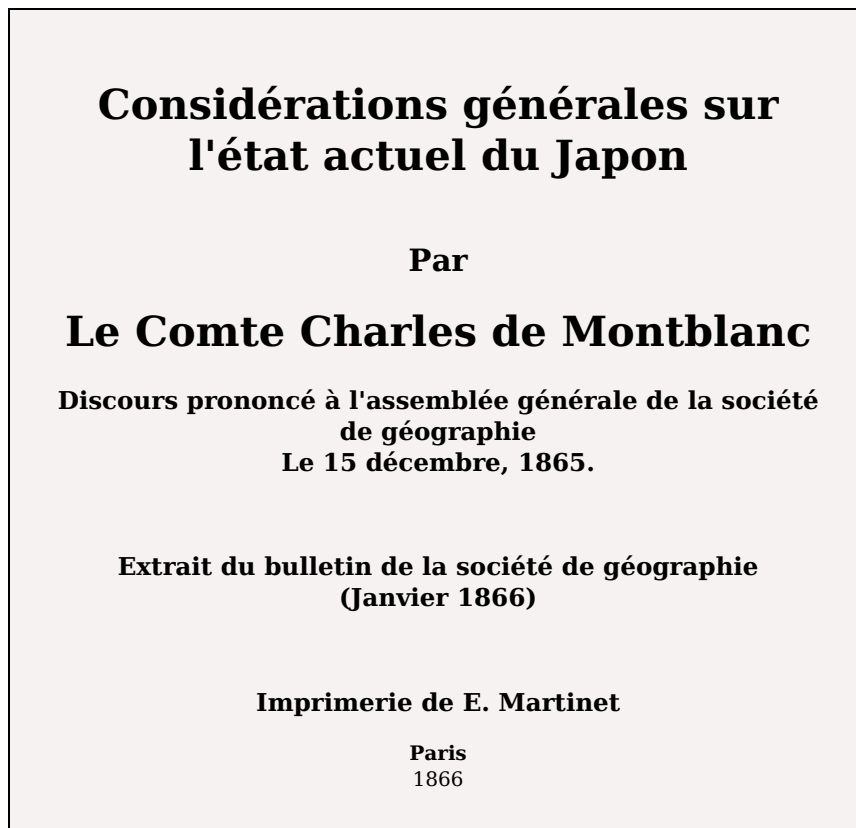 Considérations générales sur
l'état actuel du Japon
Par
Le Comte Charles de Montblanc
Discours prononcé à l'assemblée générale de la société
de géographie
Le 15 décembre, 1865.
Extrait du bulletin de la société de géographie
(Janvier 1866)
Imprimerie de E. Martinet
Paris
1866